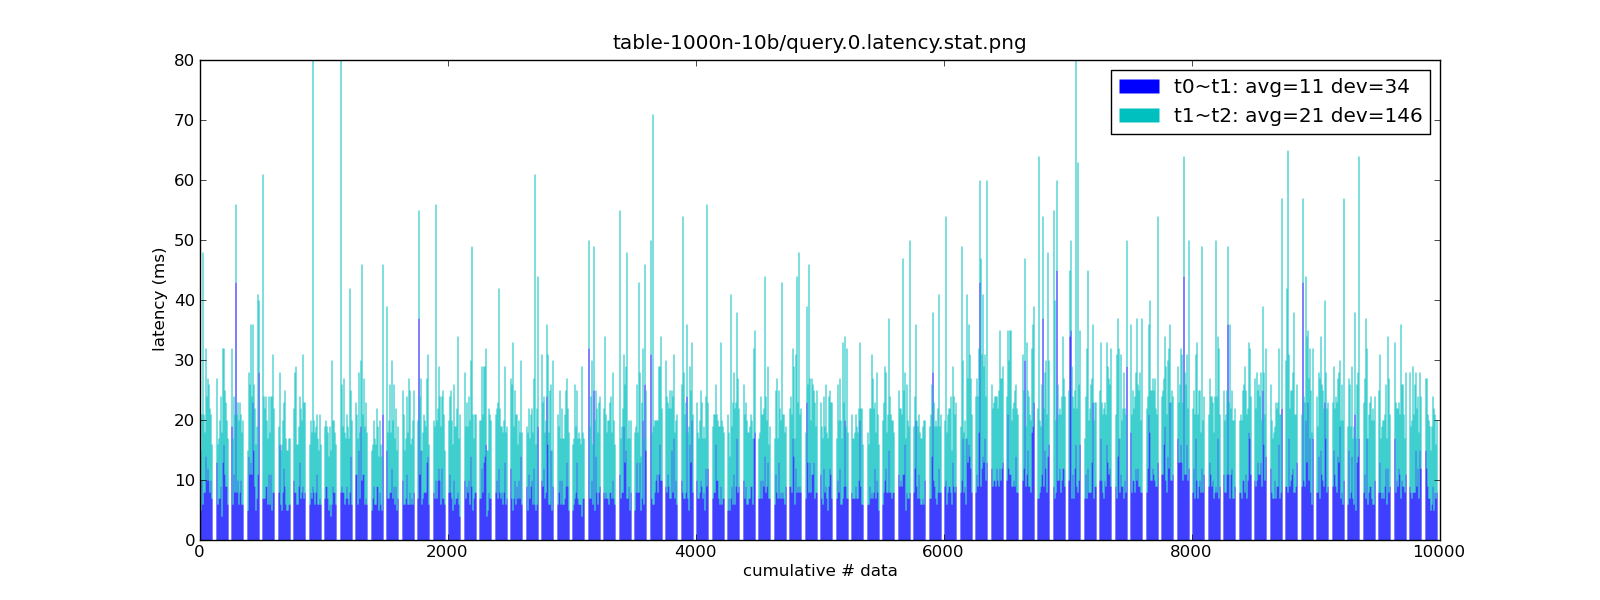 table-1000n-10b/query.0.latency.stat.png
t0~t1: avg=11 dev=34
t1~t2: avg=21 dev=146
80
70
60
50
40
30
20
10
0
latency (ms)
0 2000 4000 6000 8000 10000
cumulative # data